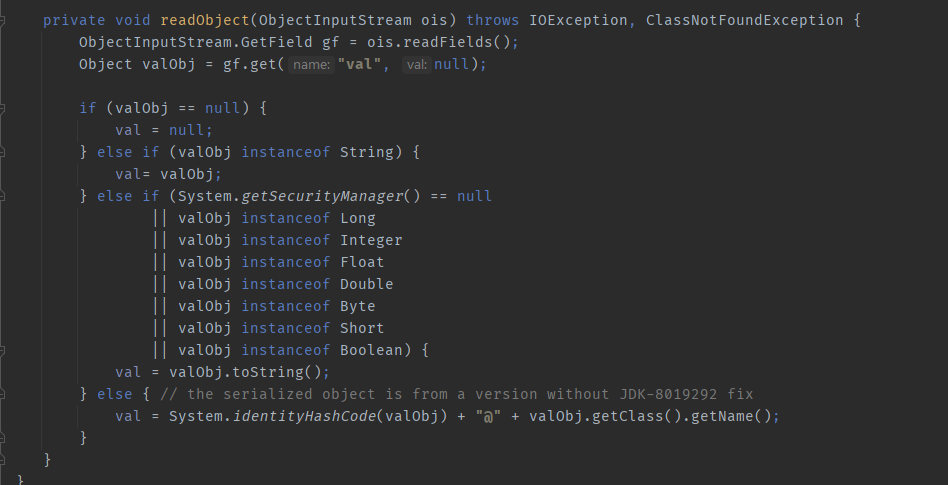 private void readObject(ObjectInputStream ois) throws IOException, ClassNotFoundException {
ObjectInputStream.GetField gf = ois.readFields();
Object valObj = gf.get( name: "val", val: null);
if (valObj == null) {
val = null;
} else if (valObj instanceof String) {
val= valObj;
} else if (System.getSecurityManager() == null
|| valObj instanceof Long
|| valObj instanceof Integer
|| valObj instanceof Float
|| valObj instanceof Double
|| valObj instanceof Byte
|| valObj instanceof Short
|| valObj instanceof Boolean) {
val = valObj.toString();
} else { // the serialized object is from a version without JDK-8019292 fix
val = System.identityHashCode(valObj) + "@" + valObj.getClass().getName();
}
}
}